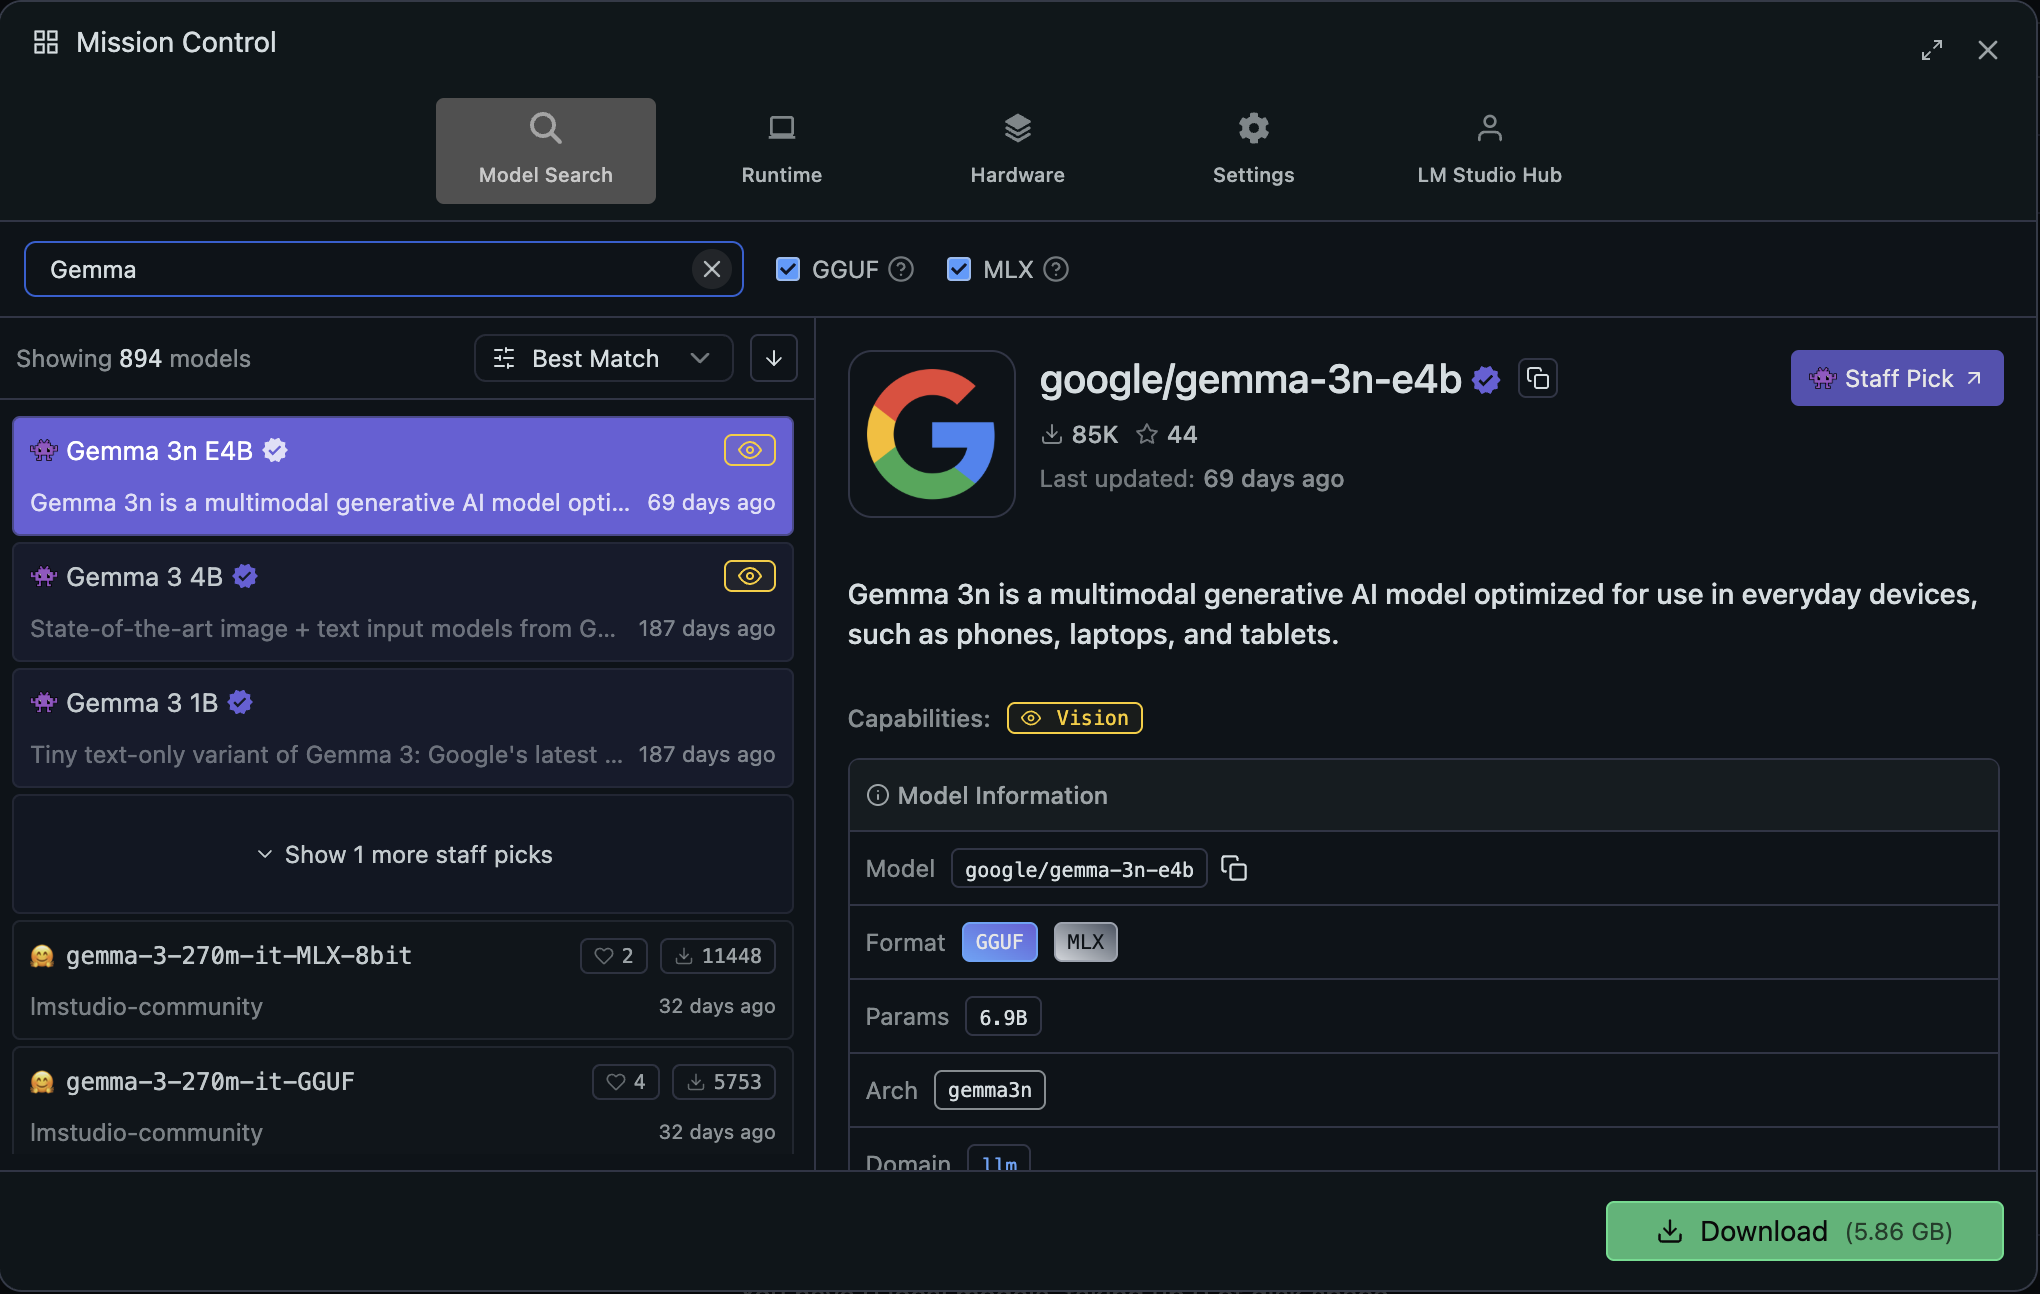 Mission Control
Model Search
Runtime
Hardware
Settings
LM Studio Hub
Gemma
GGUF
MLX
Showing 894 models
Best Match
Gemma 3n E4B
Gemma 3n is a multimodal generative AI model opti... 69 days ago
Gemma 3 4B
State-of-the-art image + text input models from G... 187 days ago
Gemma 3 1B
Tiny text-only variant of Gemma 3: Google's latest ... 187 days ago
Show 1 more staff picks
gemma-3-270m-it-MLX-8bit 2 11448
lmstudio-community 32 days ago
gemma-3-270m-it-GGUF 4 5753
lmstudio-community 32 days ago
google/gemma-3n-e4b
Staff Pick
85K 44
Last updated: 69 days ago
Gemma 3n is a multimodal generative AI model optimized for use in everyday devices,
such as phones, laptops, and tablets.
Capabilities: Vision
Model Information
Model google/gemma-3n-e4b
Format GGUF MLX
Params 6.9B
Arch gemma3n
Domain llm
Download (5.86 GB)